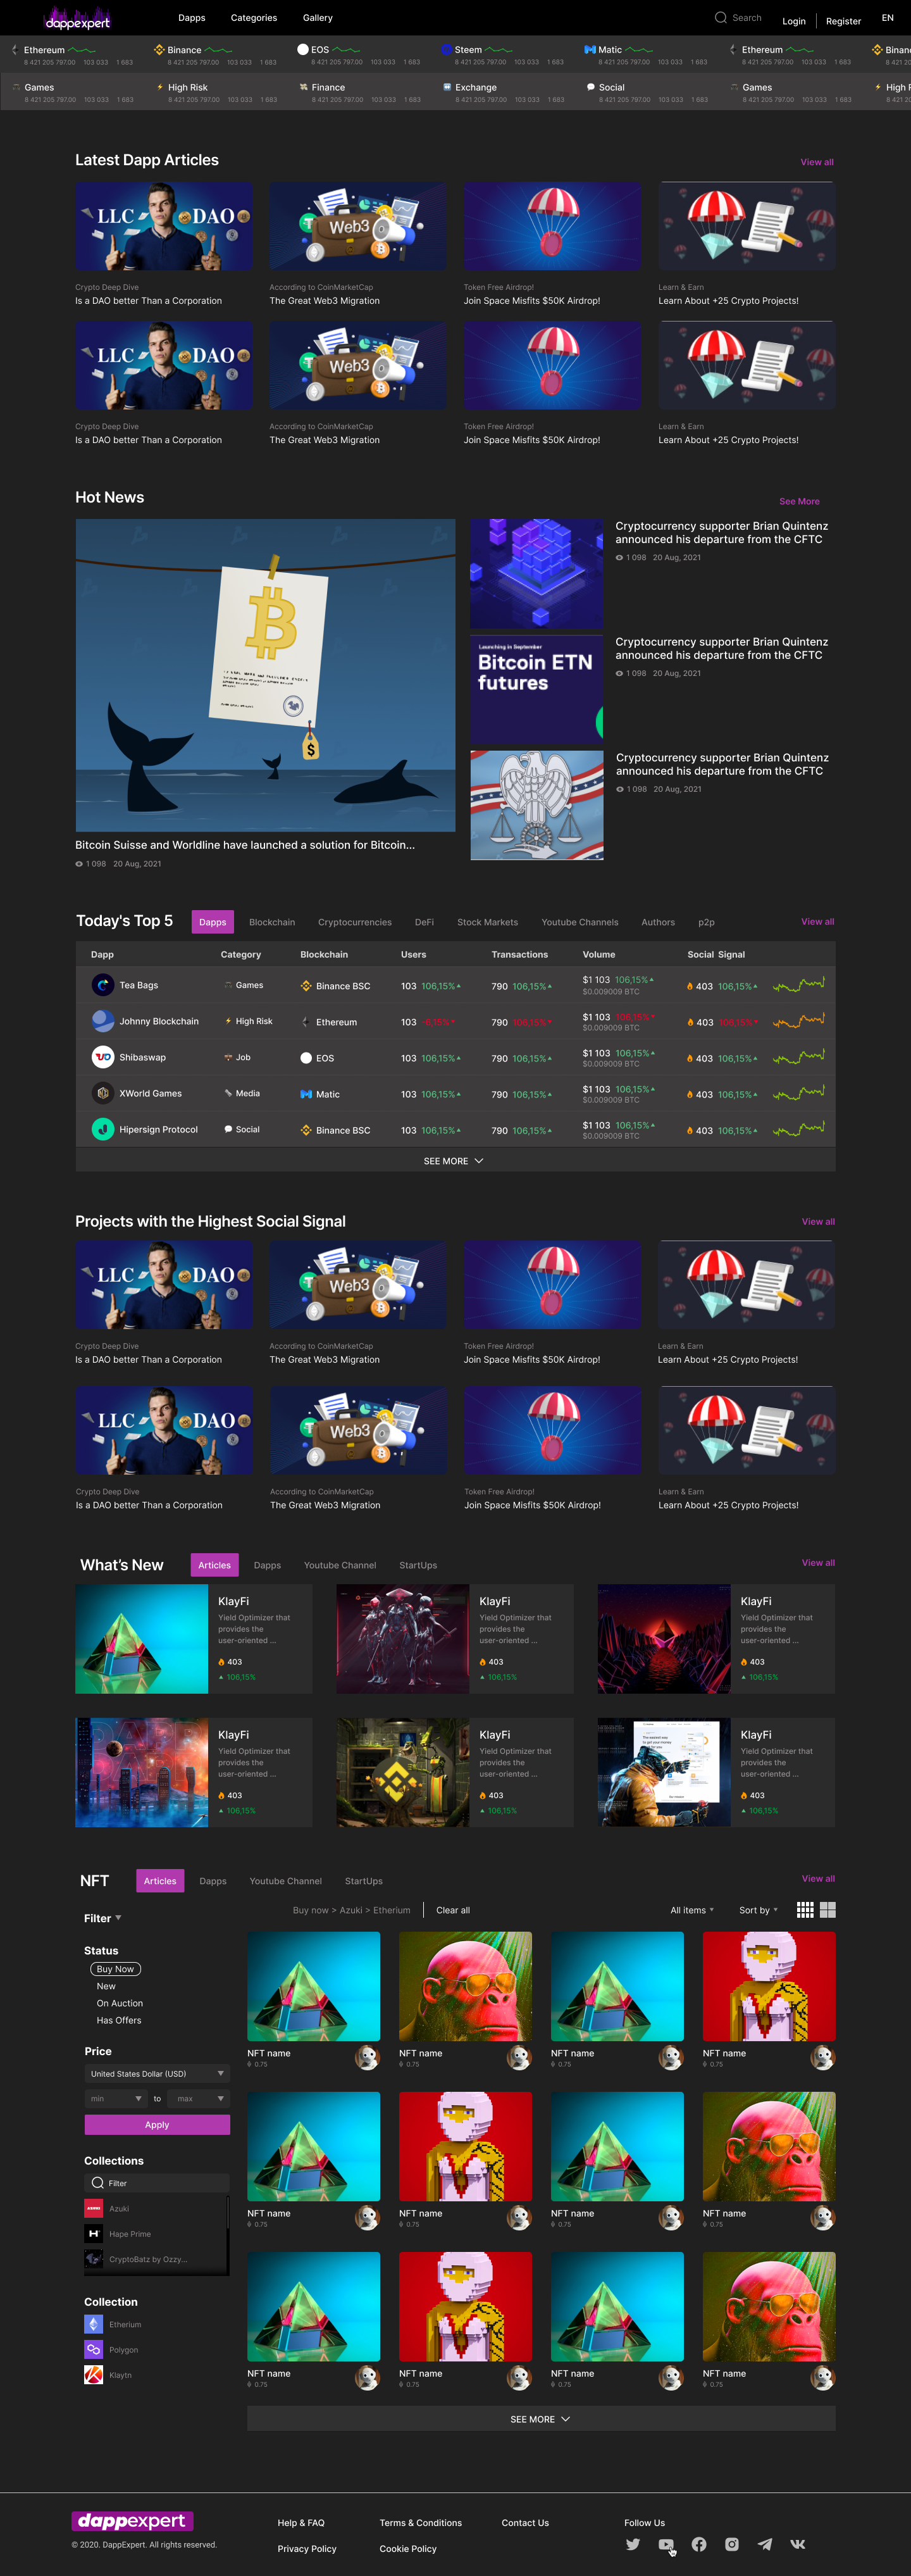 dappexpert
Dapps Categories Gallery
Search
Login Register
EN
Ethereum Binance EOS Steem Matic Ethereum Binan
8 421 205 797.00 103 033 1 683 8 421 205 797.00 103 033 1 683 8 421 205 797.00 103 033 1 683 8 421 205 797.00 103 033 1 683 8 421 205 797.00 103 033 1 683 8 421 205 797.00 103 033 1 683 8 421 20
Games High Risk Finance Exchange Social Games High F
8 421 205 797.00 103 033 1 683 8 421 205 797.00 103 033 1 683 8 421 205 797.00 103 033 1 683 8 421 205 797.00 103 033 1 683 8 421 205 797.00 103 033 1 683 8 421 205 797.00 103 033 1 683 8 421 20
Latest Dapp Articles
View all
LLC DAO
Web3
Crypto Deep Dive According to CoinMarketCap Token Free Airdrop! Learn & Earn
Is a DAO better Than a Corporation The Great Web3 Migration Join Space Misfits $50K Airdrop! Learn About +25 Crypto Projects!
LLC DAO
Web3
Crypto Deep Dive According to CoinMarketCap Token Free Airdrop! Learn & Earn
Is a DAO better Than a Corporation The Great Web3 Migration Join Space Misfits $50K Airdrop! Learn About +25 Crypto Projects!
Hot News
See More
$
Bitcoin Suisse and Worldline have launched a solution for Bitcoin...
1 098 20 Aug, 2021
Cryptocurrency supporter Brian Quintenz
announced his departure from the CFTC
1 098 20 Aug, 2021
Launching in September
Bitcoin ETN
futures
Cryptocurrency supporter Brian Quintenz
announced his departure from the CFTC
1 098 20 Aug, 2021
Cryptocurrency supporter Brian Quintenz
announced his departure from the CFTC
1 098 20 Aug, 2021
Today's Top 5
Dapps Blockchain Cryptocurrencies DeFi Stock Markets Youtube Channels Authors p2p
View all
Dapp Category Blockchain Users Transactions Volume Social Signal
Tea Bags Games Binance BSC 103 106,15% 790 106,15% $1 103 106,15% $0.009009 BTC 403 106,15%
Johnny Blockchain High Risk Ethereum 103 -6,15% 790 106,15% $1 103 106,15% $0.009009 BTC 403 106,15%
Shibaswap Job EOS 103 106,15% 790 106,15% $1 103 106,15% $0.009009 BTC 403 106,15%
XWorld Games Media Matic 103 106,15% 790 106,15% $1 103 106,15% $0.009009 BTC 403 106,15%
Hipersign Protocol Social Binance BSC 103 106,15% 790 106,15% $1 103 106,15% $0.009009 BTC 403 106,15%
SEE MORE
Projects with the Highest Social Signal
View all
LLC DAO
Web3
Crypto Deep Dive According to CoinMarketCap Token Free Airdrop! Learn & Earn
Is a DAO better Than a Corporation The Great Web3 Migration Join Space Misfits $50K Airdrop! Learn About +25 Crypto Projects!
LLC DAO
Web3
Crypto Deep Dive According to CoinMarketCap Token Free Airdrop! Learn & Earn
Is a DAO better Than a Corporation The Great Web3 Migration Join Space Misfits $50K Airdrop! Learn About +25 Crypto Projects!
What's New
Articles Dapps Youtube Channel StartUps
View all
KlayFi KlayFi KlayFi
Yield Optimizer that Yield Optimizer that Yield Optimizer that
provides the provides the provides the
user-oriented ... user-oriented ... user-oriented ...
403 403 403
106,15% 106,15% 106,15%
KlayFi KlayFi KlayFi
Yield Optimizer that Yield Optimizer that Yield Optimizer that
provides the provides the provides the
user-oriented ... user-oriented ... user-oriented ...
403 403 403
106,15% 106,15% 106,15%
NFT
Articles Dapps Youtube Channel StartUps
View all
Filter
Buy now > Azuki > Etherium Clear all
All items Sort by
Status
Buy Now
New
On Auction
Has Offers
Price
United States Dollar (USD)
min to max
Apply
Collections
Filter
Azuki
Hape Prime
CryptoBatz by Ozzy...
Collection
Etherium
Polygon
Klaytn
NFT name NFT name NFT name NFT name
0.75 0.75 0.75 0.75
NFT name NFT name NFT name NFT name
0.75 0.75 0.75 0.75
NFT name NFT name NFT name NFT name
0.75 0.75 0.75 0.75
SEE MORE
dappexpert
© 2020. DappExpert. All rights reserved.
Help & FAQ Terms & Conditions Contact Us Follow Us
Privacy Policy Cookie Policy